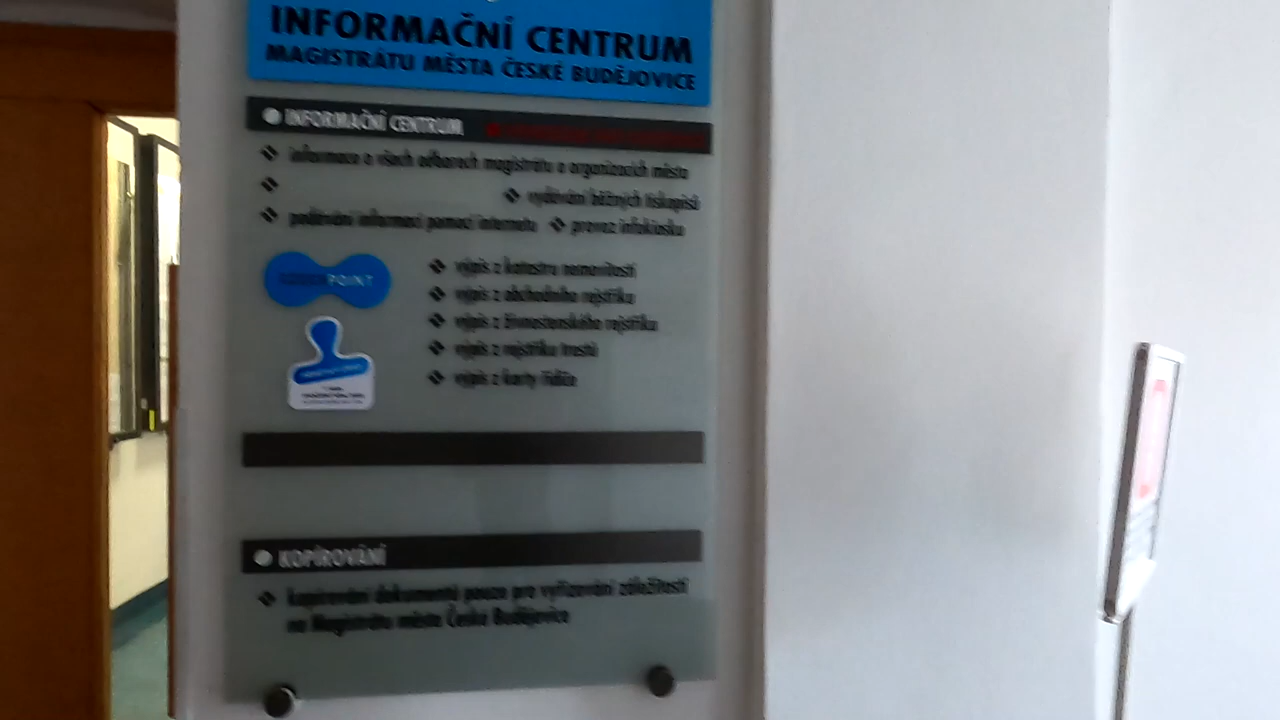 INFORMAČNÍ CENTRUM
MAGISTRÁTU MĚSTA ČESKÉ BUDĚJOVICE
INFORMAČNÍ CENTRUM
informace o všech odborech magistrátu a organizacích města
vydávání běžných tiskopisů
podávání informací pomocí internetu provoz infokiosku
POINT
výpis z katastru nemovitostí
výpis z obchodního rejstříku
výpis z živnostenského rejstříku
výpis z rejstříku trestů
výpis z karty řidiče
KOPÍROVÁNÍ
kopírování dokumentů pouze pro vyřizování záležitostí
na Magistrátu města České Budějovice